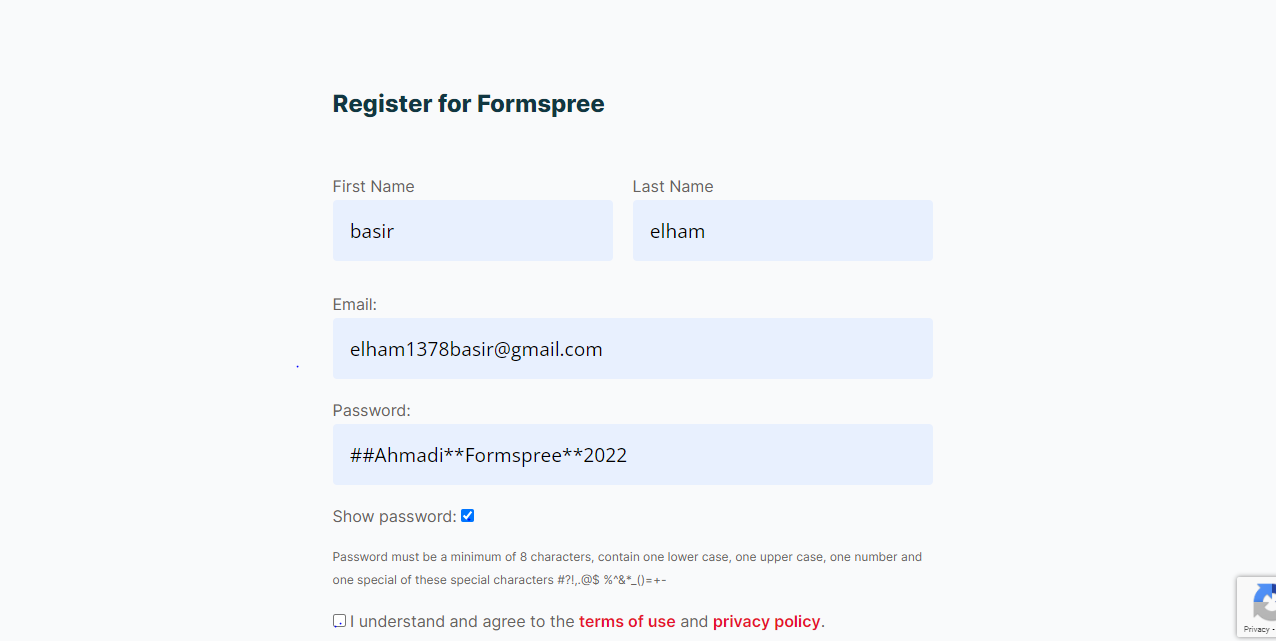 Register for Formspree
First Name
Last Name
basir
elham
Email:
elham1378basir@gmail.com
Password:
##Ahmadi**Formspree**2022
Show password:
Password must be a minimum of 8 characters, contain one lower case, one upper case, one number and
one special of these special characters #?!,.@$ %^&*_()=+-
I understand and agree to the terms of use and privacy policy.
Privacy -